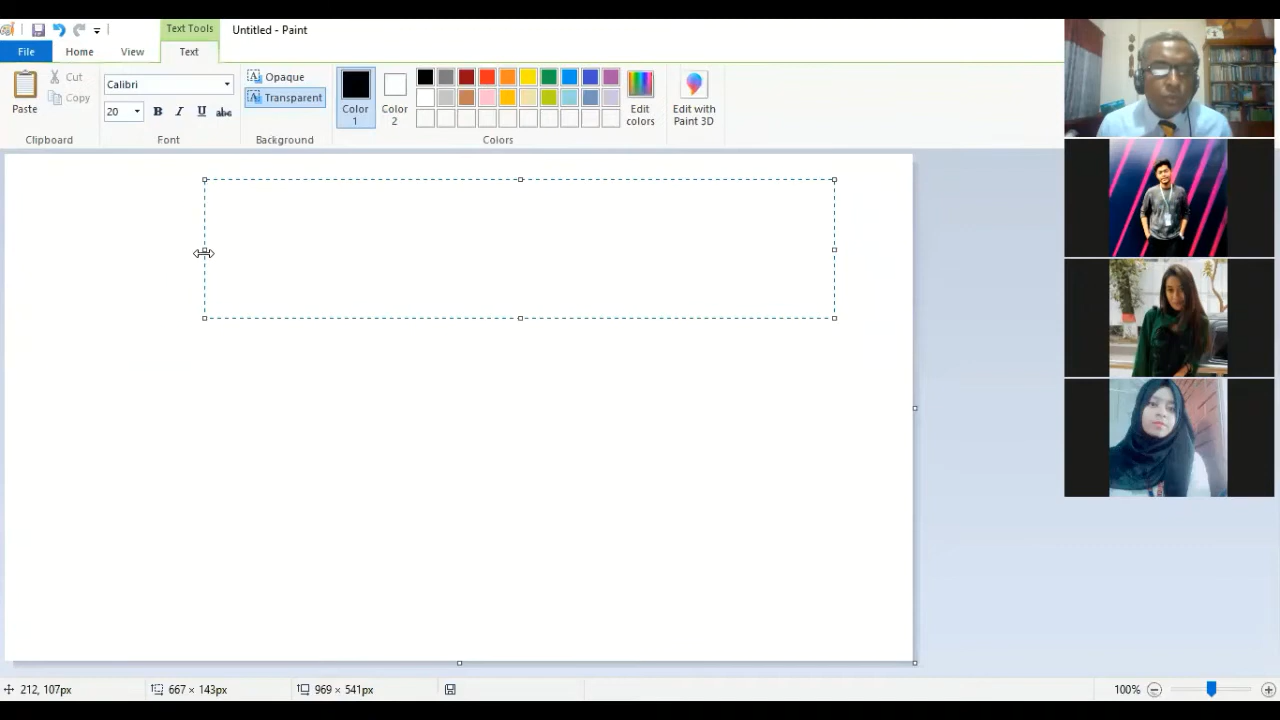 Text Tools
Untitled - Paint
File
Home
View
Text
Paste
Cut
Copy
Clipboard
Calibri
20
B I U abc
Font
Opaque
Transparent
Background
Color 1
Color 2
Edit colors
Colors
Edit with Paint 3D
212, 107px
667 × 143px
969 × 541px
100%